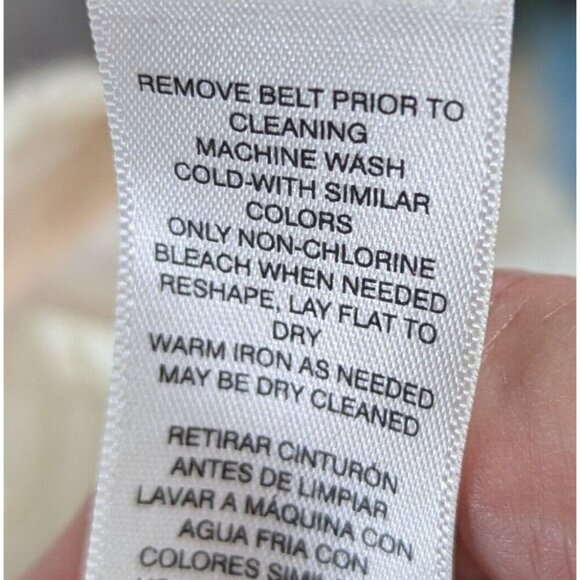 REMOVE BELT PRIOR TO
CLEANING
MACHINE WASH
COLD-WITH SIMILAR
COLORS
ONLY NON-CHLORINE
BLEACH WHEN NEEDED
RESHAPE, LAY FLAT TO
DRY
WARM IRON AS NEEDED
MAY BE DRY CLEANED
RETIRAR CINTURÓN
ANTES DE LIMPIAR
LAVAR A MÁQUINA CON
AGUA FRIA CON
COLORES